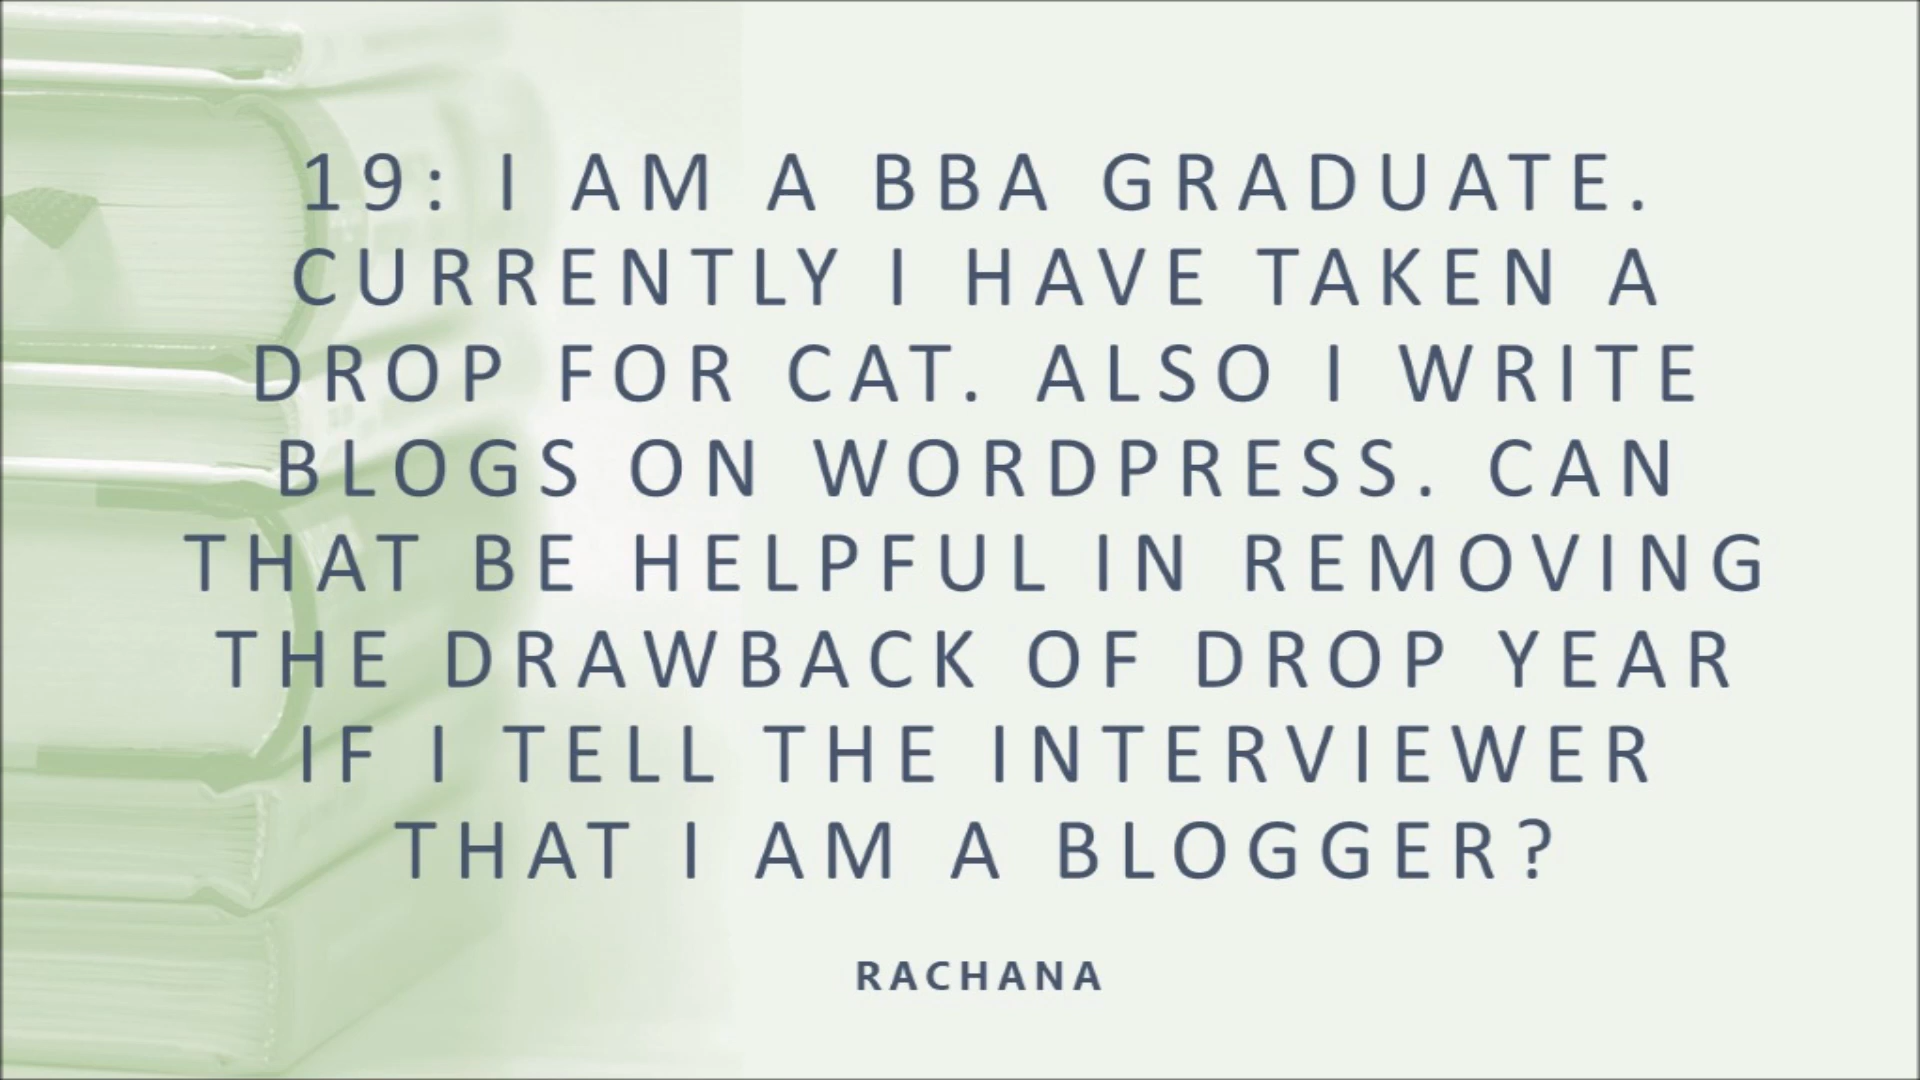 19: I AM A BBA GRADUATE.
CURRENTLY I HAVE TAKEN A
DROP FOR CAT. ALSO I WRITE
BLOGS ON WORDPRESS. CAN
THAT BE HELPFUL IN REMOVING
THE DRAWBACK OF DROP YEAR
IF I TELL THE INTERVIEWER
THAT I AM A BLOGGER?
RACHANA